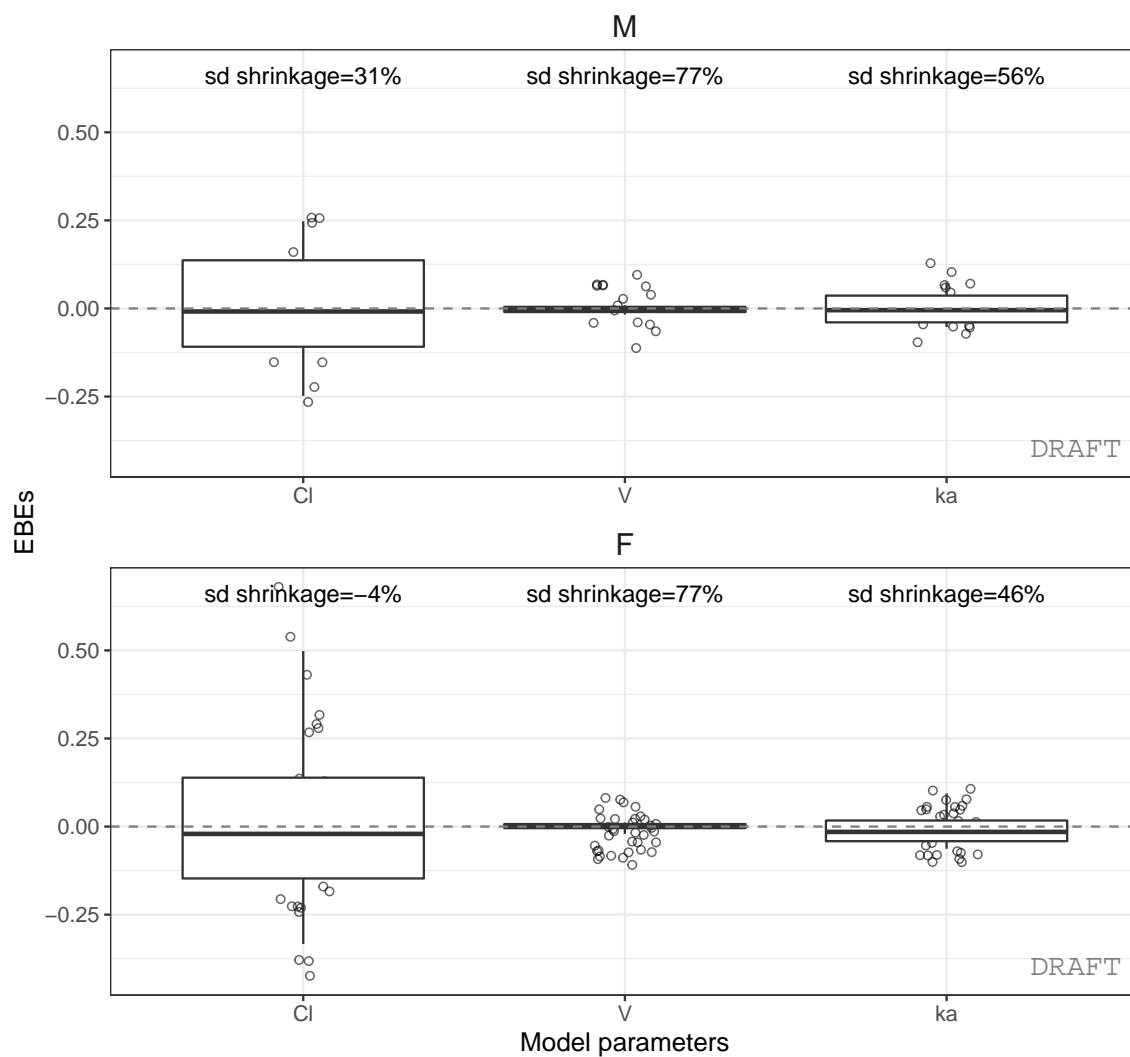 M
sd shrinkage=31% sd shrinkage=77% sd shrinkage=56%
0.50
0.25
0.00
−0.25
DRAFT
Cl V ka
EBEs
F
sd shrinkage=−4% sd shrinkage=77% sd shrinkage=46%
0.50
0.25
0.00
−0.25
DRAFT
Cl V ka
Model parameters